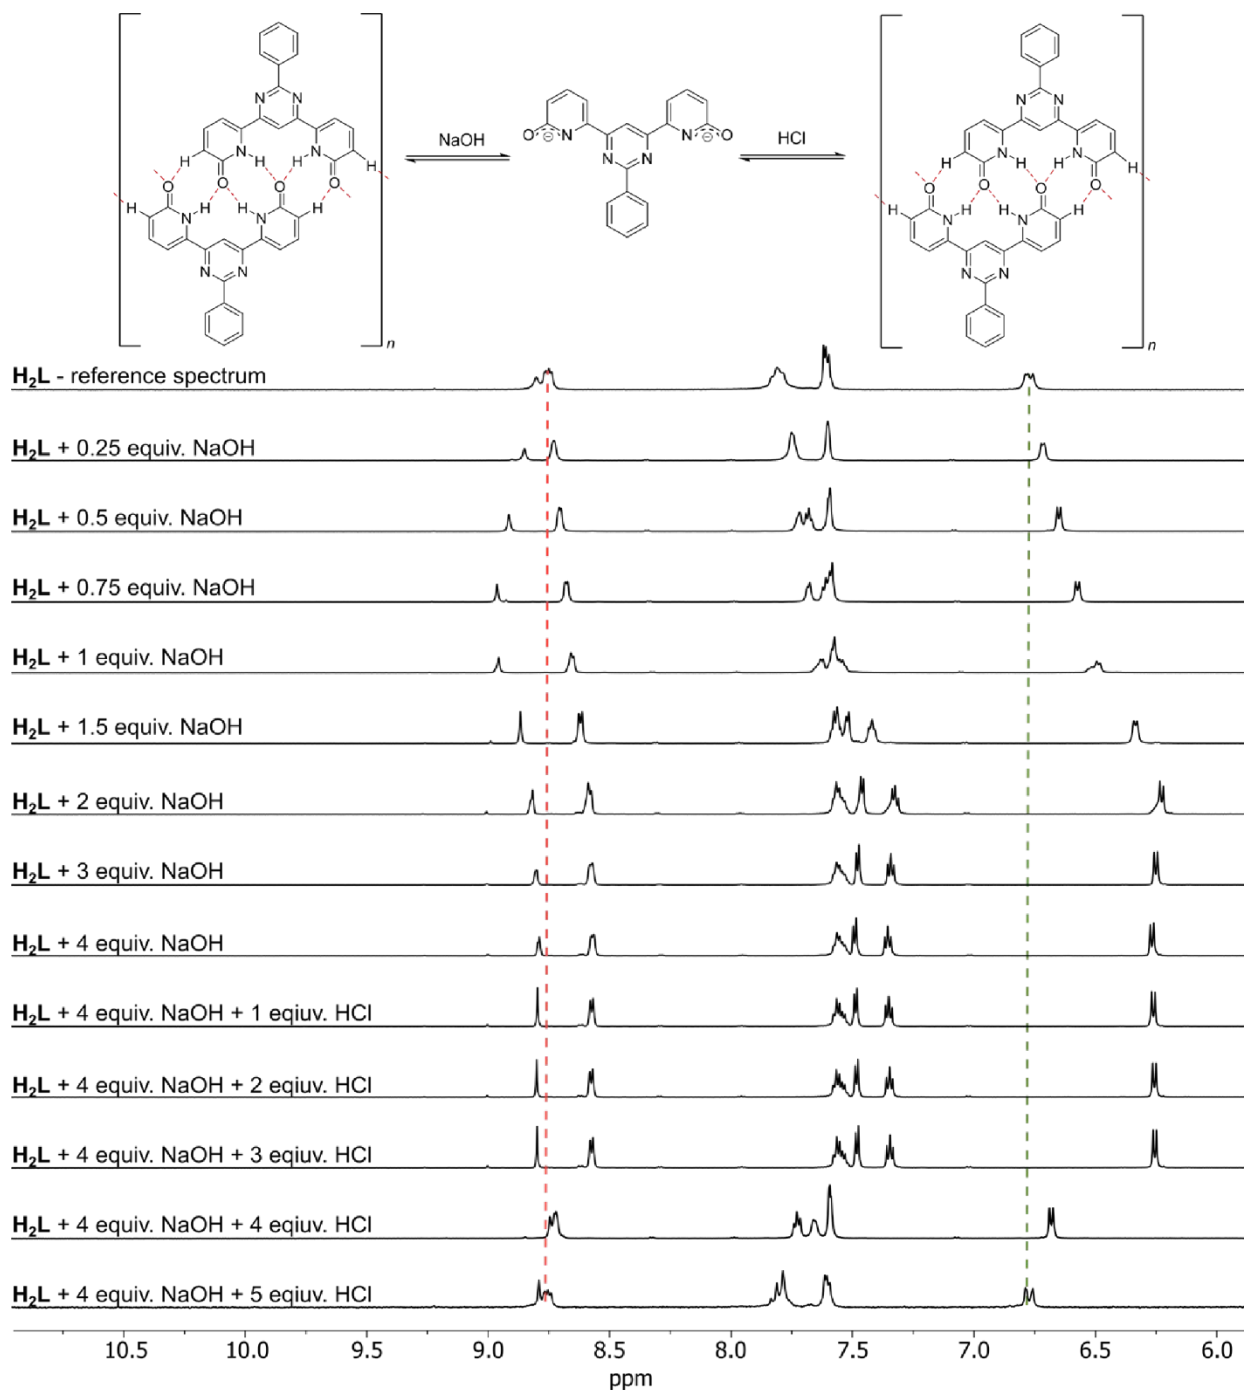 NaOH
HCl
n
n
H2L - reference spectrum
H2L + 0.25 equiv. NaOH
H2L + 0.5 equiv. NaOH
H2L + 0.75 equiv. NaOH
H2L + 1 equiv. NaOH
H2L + 1.5 equiv. NaOH
H2L + 2 equiv. NaOH
H2L + 3 equiv. NaOH
H2L + 4 equiv. NaOH
H2L + 4 equiv. NaOH + 1 eqiuv. HCl
H2L + 4 equiv. NaOH + 2 eqiuv. HCl
H2L + 4 equiv. NaOH + 3 eqiuv. HCl
H2L + 4 equiv. NaOH + 4 eqiuv. HCl
H2L + 4 equiv. NaOH + 5 eqiuv. HCl
10.5 10.0 9.5 9.0 8.5 8.0 7.5 7.0 6.5 6.0
ppm